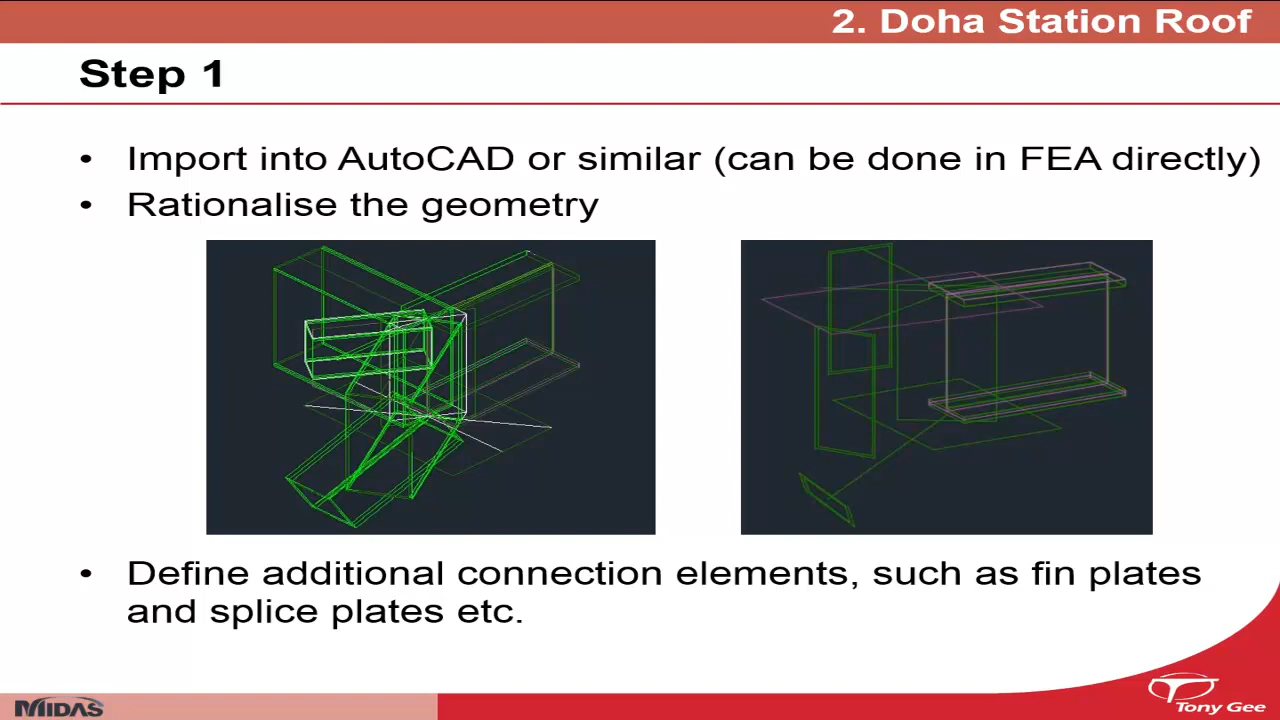 2. Doha Station Roof
Step 1
• Import into AutoCAD or similar (can be done in FEA directly)
• Rationalise the geometry
• Define additional connection elements, such as fin plates
and splice plates etc.
MIDAS
Tony Gee